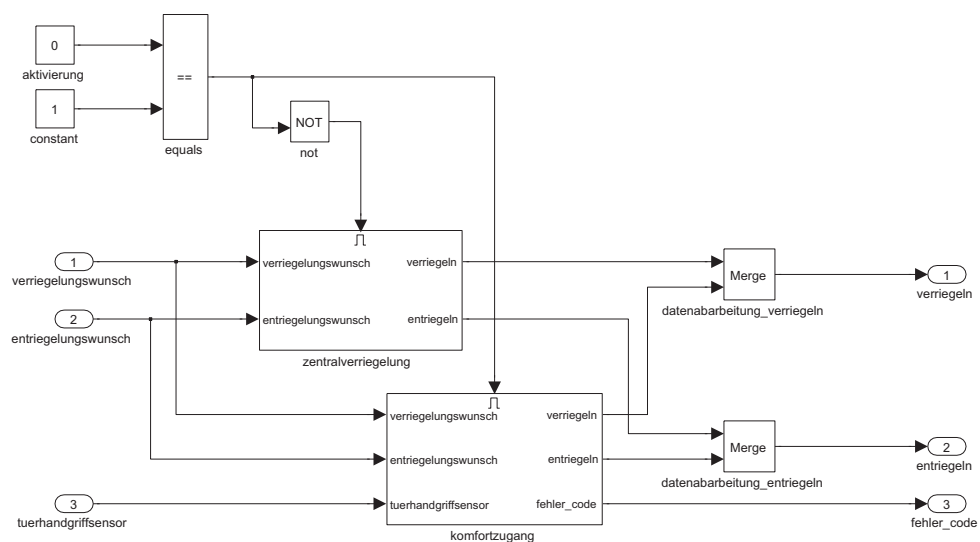 0
aktivierung
1
constant
==
equals
NOT
not
1
verriegelungswunsch
2
entriegelungswunsch
verriegelungswunsch
verriegeln
entriegelungswunsch
entriegeln
zentralverriegelung
Merge
datenabarbeitung_verriegeln
1
verriegeln
verriegelungswunsch
verriegeln
entriegelungswunsch
entriegeln
tuerhandgriffsensor
fehler_code
komfortzugang
3
tuerhandgriffsensor
Merge
datenabarbeitung_entriegeln
2
entriegeln
3
fehler_code